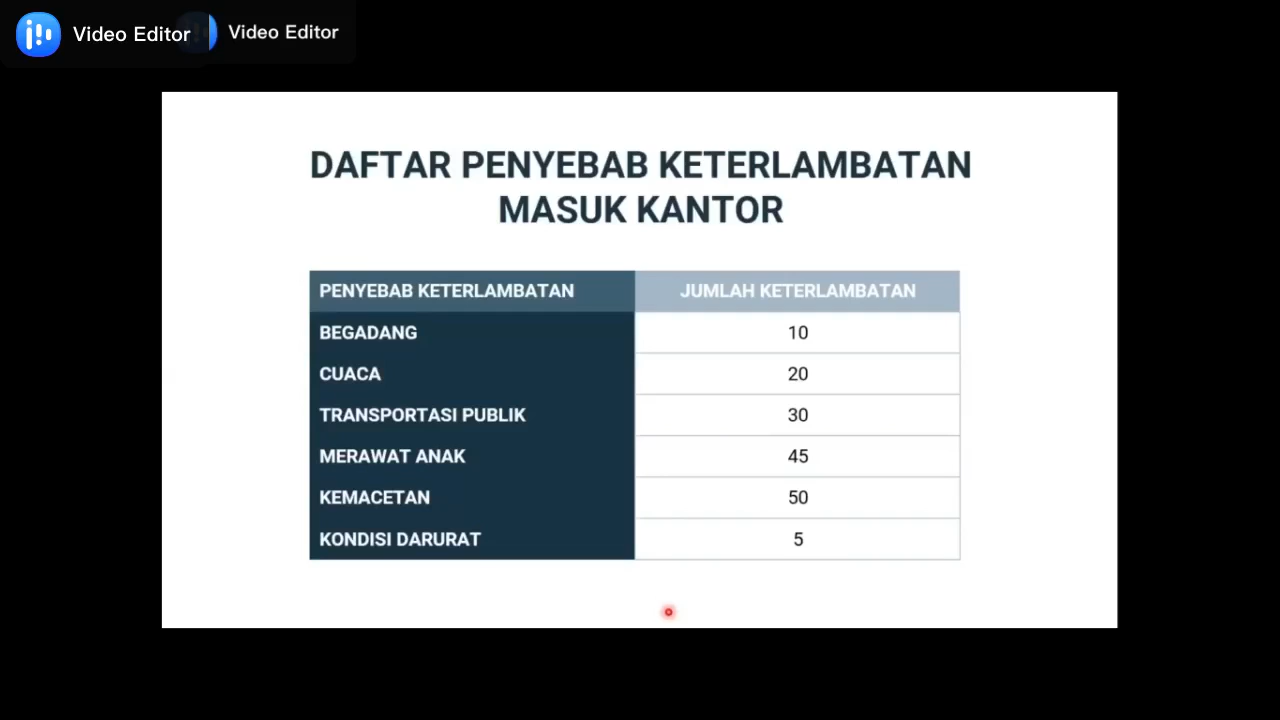 Video Editor
Video Editor
DAFTAR PENYEBAB KETERLAMBATAN
MASUK KANTOR
PENYEBAB KETERLAMBATAN JUMLAH KETERLAMBATAN
BEGADANG 10
CUACA 20
TRANSPORTASI PUBLIK 30
MERAWAT ANAK 45
KEMACETAN 50
KONDISI DARURAT 5